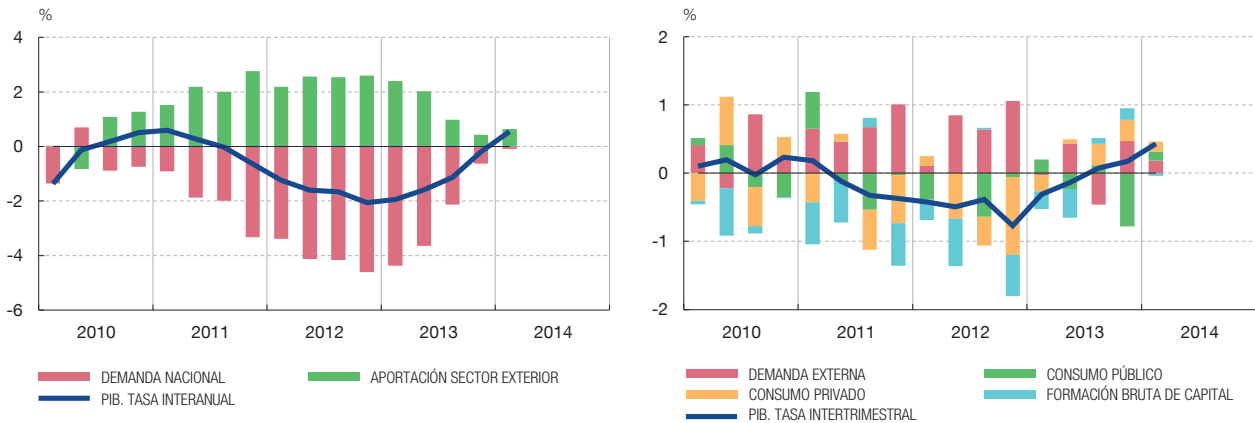 %
4
2
0
-2
-4
-6
2010 2011 2012 2013 2014
DEMANDA NACIONAL APORTACIÓN SECTOR EXTERIOR
PIB. TASA INTERANUAL
%
2
1
0
-1
-2
2010 2011 2012 2013 2014
DEMANDA EXTERNA CONSUMO PÚBLICO
CONSUMO PRIVADO FORMACIÓN BRUTA DE CAPITAL
PIB. TASA INTERTRIMESTRAL